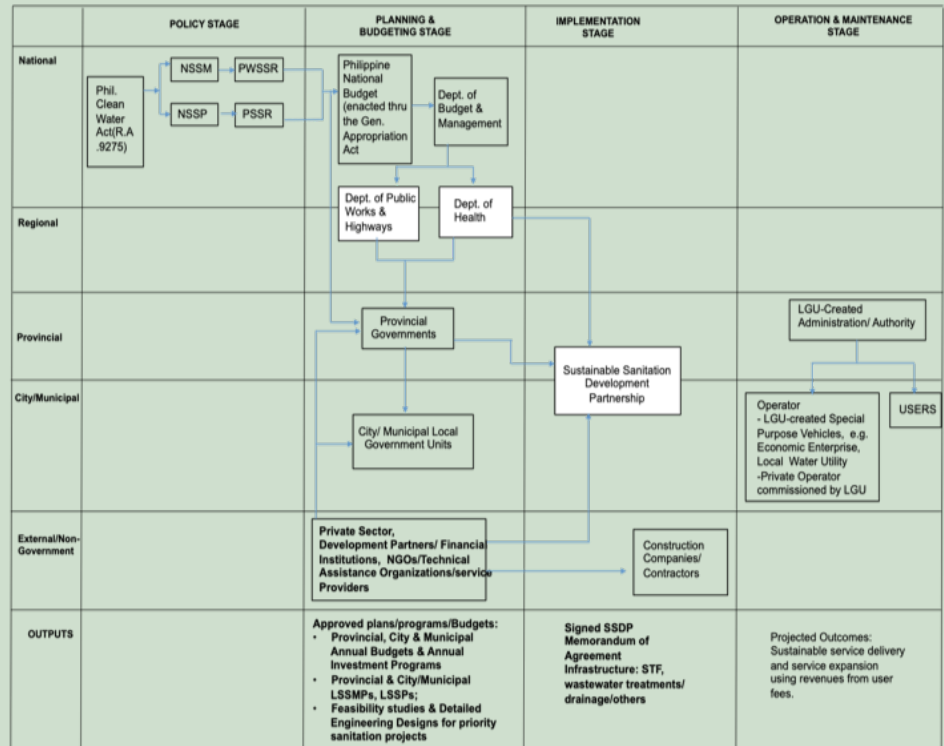 POLICY STAGE
PLANNING &
BUDGETING STAGE
IMPLEMENTATION
STAGE
OPERATION & MAINTENANCE
STAGE
National
Phil.
Clean
Water
Act(R.A
.9275)
NSSM
PWSSR
NSSP
PSSR
Philippine
National
Budget
(enacted thru
the Gen.
Appropriation
Act
Dept. of
Budget &
Management
Dept. of Public
Works &
Highways
Dept. of
Health
Regional
Provincial
Provincial
Governments
LGU-Created
Administration/ Authority
Sustainable Sanitation
Development
Partnership
City/Municipal
City/ Municipal Local
Government Units
Operator
- LGU-created Special
Purpose Vehicles, e.g.
Economic Enterprise,
Local Water Utility
-Private Operator
commissioned by LGU
USERS
External/Non-
Government
Private Sector,
Development Partners/ Financial
Institutions, NGOs/Technical
Assistance Organizations/service
Providers
Construction
Companies/
Contractors
OUTPUTS
Approved plans/programs/Budgets:
• Provincial, City & Municipal
Annual Budgets & Annual
Investment Programs
• Provincial & City/Municipal
LSSMPs, LSSPs;
• Feasibility studies & Detailed
Engineering Designs for priority
sanitation projects
Signed SSDP
Memorandum of
Agreement
Infrastructure: STF,
wastewater treatments/
drainage/others
Projected Outcomes:
Sustainable service delivery
and service expansion
using revenues from user
fees.